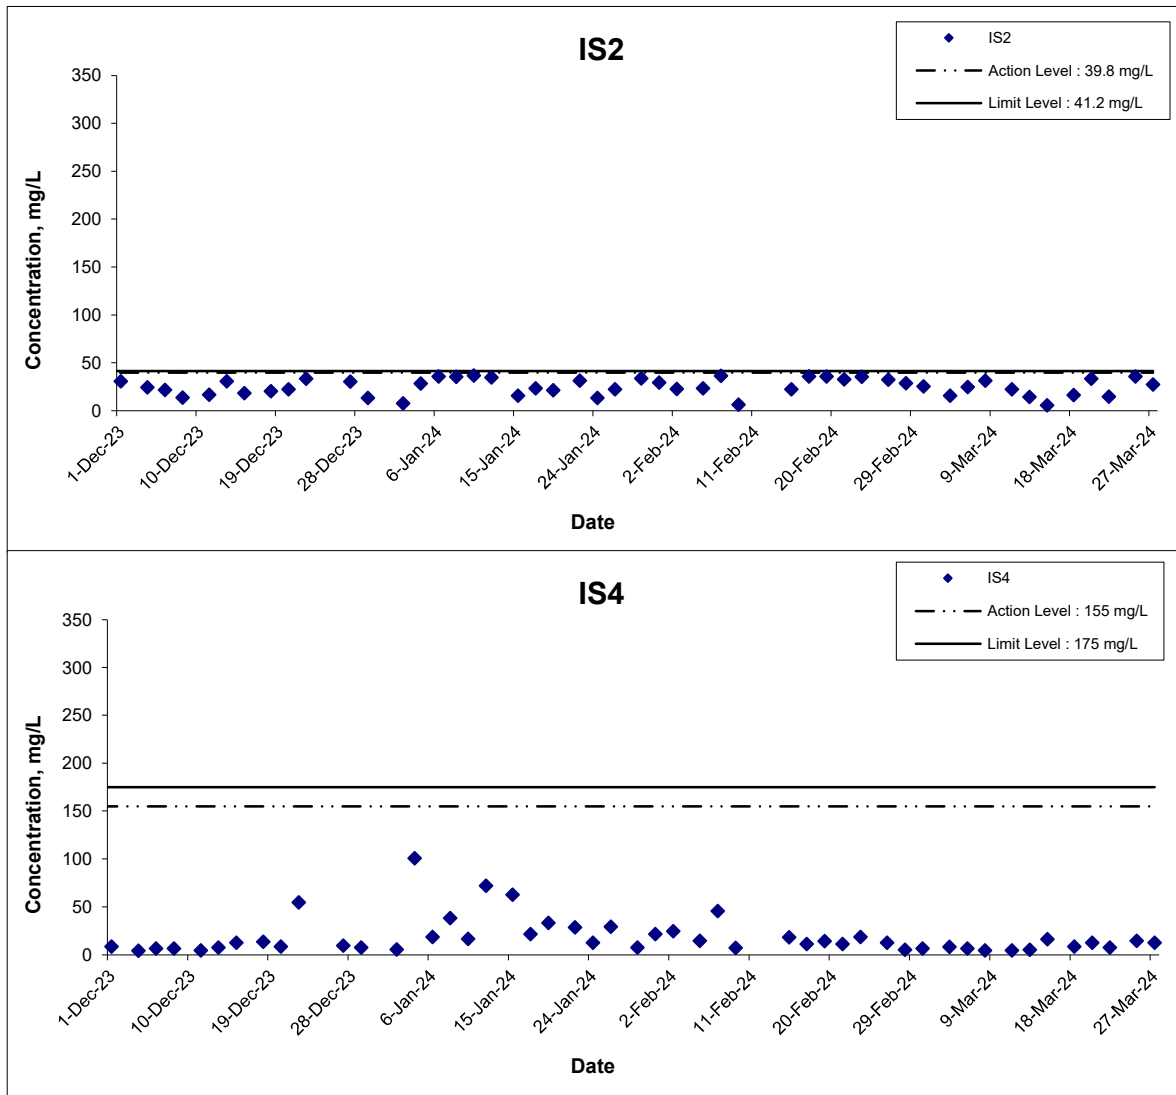 IS2
IS2
Action Level : 39.8 mg/L
Limit Level : 41.2 mg/L
Concentration, mg/L
350
300
250
200
150
100
50
0
1-Dec-23
10-Dec-23
19-Dec-23
28-Dec-23
6-Jan-24
15-Jan-24
24-Jan-24
2-Feb-24
11-Feb-24
20-Feb-24
29-Feb-24
9-Mar-24
18-Mar-24
27-Mar-24
Date
IS4
IS4
Action Level : 155 mg/L
Limit Level : 175 mg/L
Concentration, mg/L
350
300
250
200
150
100
50
0
1-Dec-23
10-Dec-23
19-Dec-23
28-Dec-23
6-Jan-24
15-Jan-24
24-Jan-24
2-Feb-24
11-Feb-24
20-Feb-24
29-Feb-24
9-Mar-24
18-Mar-24
27-Mar-24
Date